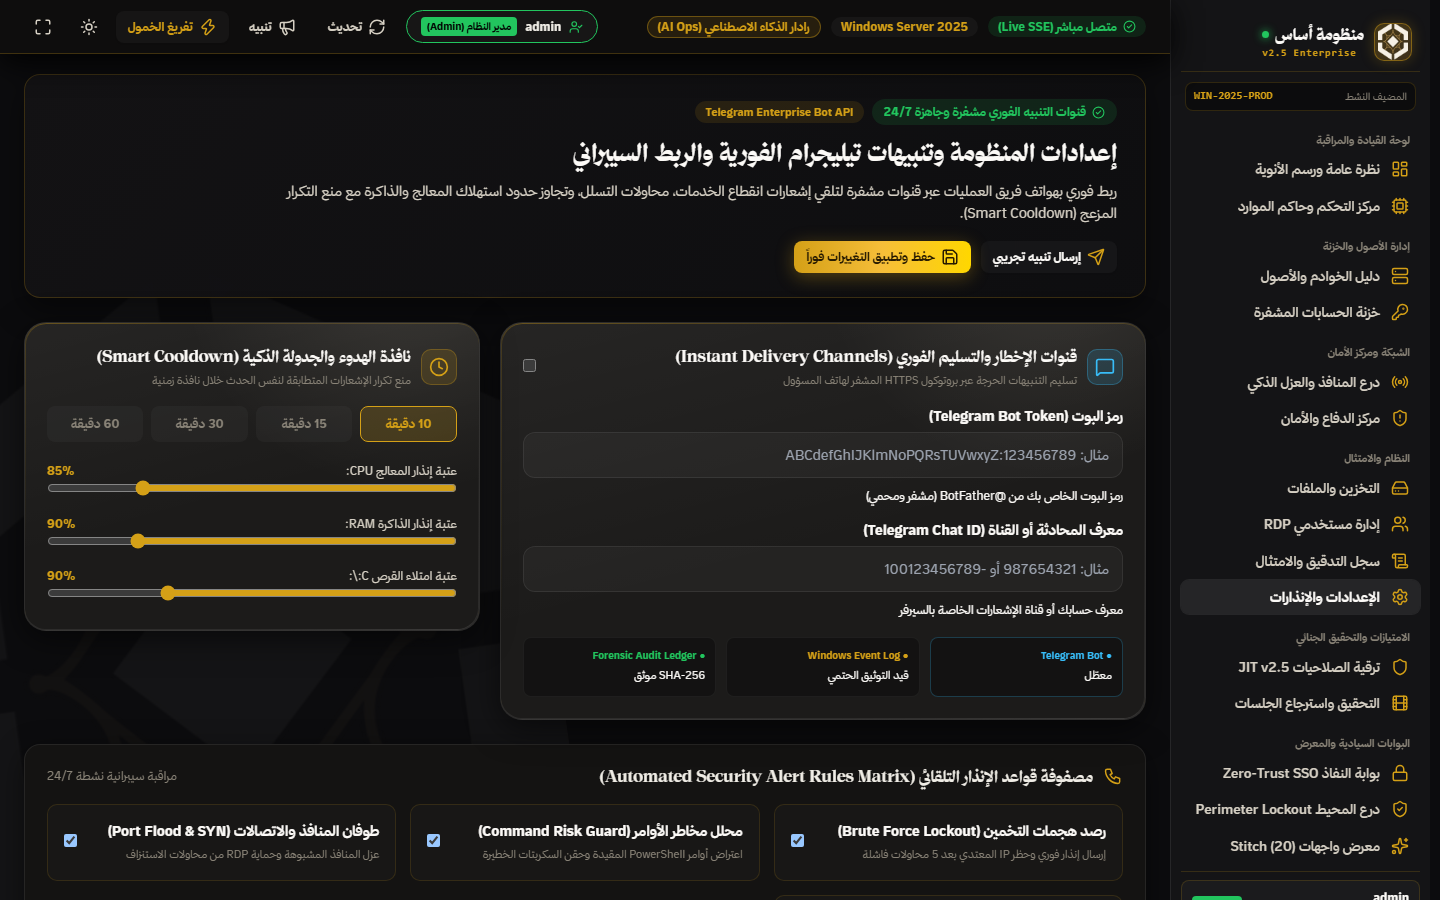 منظومة أساس
v2.5 Enterprise
المضيف النشط
WIN-2025-PROD
لوحة القيادة والمراقبة
نظرة عامة ورسم الأنوية
مركز التحكم وحاكم الموارد
إدارة الأصول والخزنة
دليل الخوادم والأصول
خزنة الحسابات المشفرة
الشبكة ومركز الأمان
درع المنافذ والعزل الذكي
مركز الدفاع والأمان
النظام والامتثال
التخزين والملفات
إدارة مستخدمي RDP
سجل التدقيق والامتثال
الإعدادات والإنذارات
الامتيازات والتحقيق الجنائي
ترقية الصلاحيات JIT v2.5
التحقيق واسترجاع الجلسات
البوابات السيادية والمعرض
بوابة النفاذ Zero-Trust SSO
درع المحيط Perimeter Lockout
معرض واجهات Stitch (20)
admin
متصل مباشر (Live SSE)
Windows Server 2025
رادار الذكاء الاصطناعي (AI Ops)
admin
مدير النظام (Admin)
تحديث
تنبيه
تفريغ الخمول
قنوات التنبيه الفوري مشفرة وجاهزة 24/7
Telegram Enterprise Bot API
إعدادات المنظومة وتنبيهات تيليجرام الفورية والربط السيبراني
ربط فوري بهواتف فريق العمليات عبر قنوات مشفرة لتلقي إشعارات انقطاع الخدمات، محاولات التسلل، وتجاوز حدود استهلاك المعالج والذاكرة مع منع التكرار
المزعج (Smart Cooldown).
إرسال تنبيه تجريبي
حفظ وتطبيق التغييرات فوراً
قنوات الإخطار والتسليم الفوري (Instant Delivery Channels)
تسليم التنبيهات الحرجة عبر بروتوكول HTTPS المشفر لهاتف المسؤول
رمز البوت (Telegram Bot Token)
مثال: 123456789:ABCdefGhIJKlmNoPQRsTUVwxyZ
رمز البوت الخاص بك من @BotFather (مشفر ومحمي)
معرف المحادثة أو القناة (Telegram Chat ID)
مثال: 987654321 أو -100123456789
معرف حسابك أو قناة الإشعارات الخاصة بالسيرفر
● Telegram Bot
معطل
● Windows Event Log
قيد التوثيق الحتمي
● Forensic Audit Ledger
SHA-256 موثق
نافذة الهدوء والجدولة الذكية (Smart Cooldown)
منع تكرار الإشعارات المتطابقة لنفس الحدث خلال نافذة زمنية
10 دقيقة
15 دقيقة
30 دقيقة
60 دقيقة
عتبة إنذار المعالج CPU:
85%
عتبة إنذار الذاكرة RAM:
90%
عتبة امتلاء القرص C:\:
90%
مصفوفة قواعد الإنذار التلقائي (Automated Security Alert Rules Matrix)
مراقبة سيبرانية نشطة 24/7
رصد هجمات التخمين (Brute Force Lockout)
إرسال إنذار فوري وحظر IP المعتدي بعد 5 محاولات فاشلة
محلل مخاطر الأوامر (Command Risk Guard)
اعتراض أوامر PowerShell المقيدة وحقن السكربتات الخطيرة
طوفان المنافذ والاتصالات (Port Flood & SYN)
عزل المنافذ المشبوهة وحماية RDP من محاولات الاستنزاف